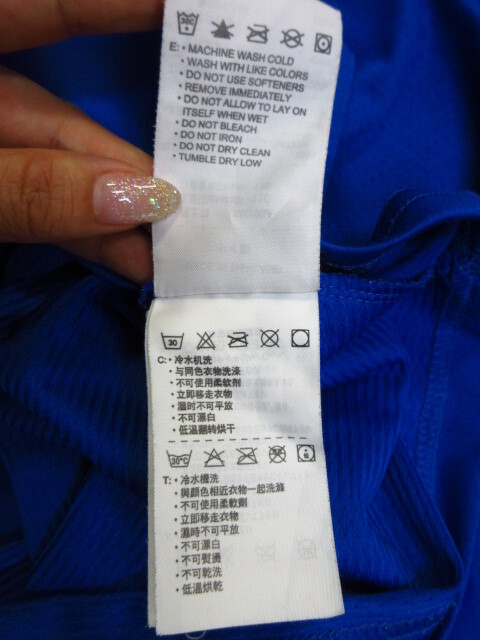 30C
E: • MACHINE WASH COLD
• WASH WITH LIKE COLORS
• DO NOT USE SOFTENERS
• REMOVE IMMEDIATELY
• DO NOT ALLOW TO LAY ON
ITSELF WHEN WET
• DO NOT BLEACH
• DO NOT IRON
• DO NOT DRY CLEAN
• TUMBLE DRY LOW
30
C: • 冷水机洗
• 与同色衣物洗涤
• 不可使用柔软剂
• 立即移走衣物
• 湿时不可平放
• 不可漂白
• 低温翻转烘干
30°C
T: • 冷水機洗
• 與顏色相近衣物一起洗滌
• 不可使用柔軟劑
• 立即移走衣物
• 濕時不可平放
• 不可漂白
• 不可熨燙
• 不可乾洗
• 低溫烘乾